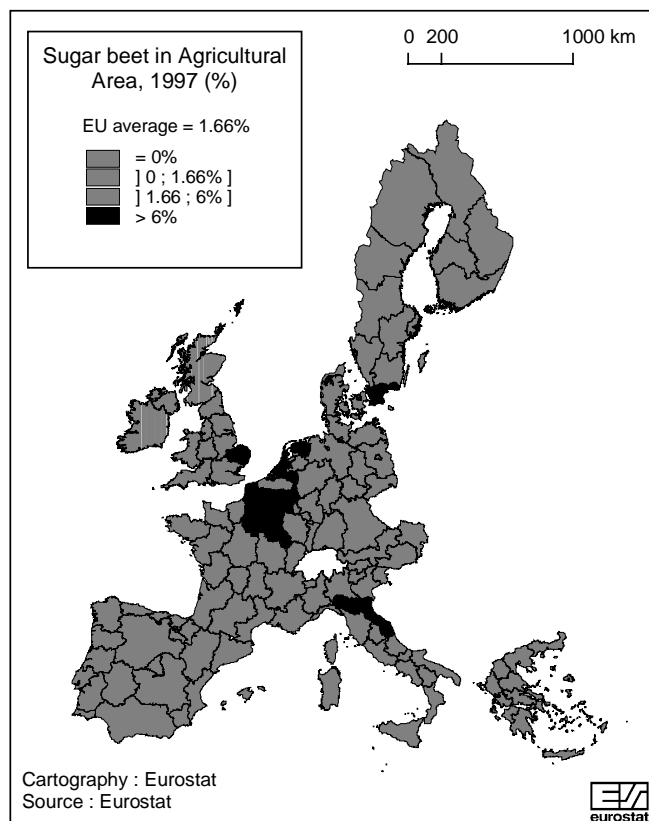 Sugar beet in Agricultural
Area, 1997 (%)
EU average = 1.66%
= 0%
] 0 ; 1.66% ]
] 1.66 ; 6% ]
> 6%
0 200 1000 km
Cartography : Eurostat
Source : Eurostat
eurostat